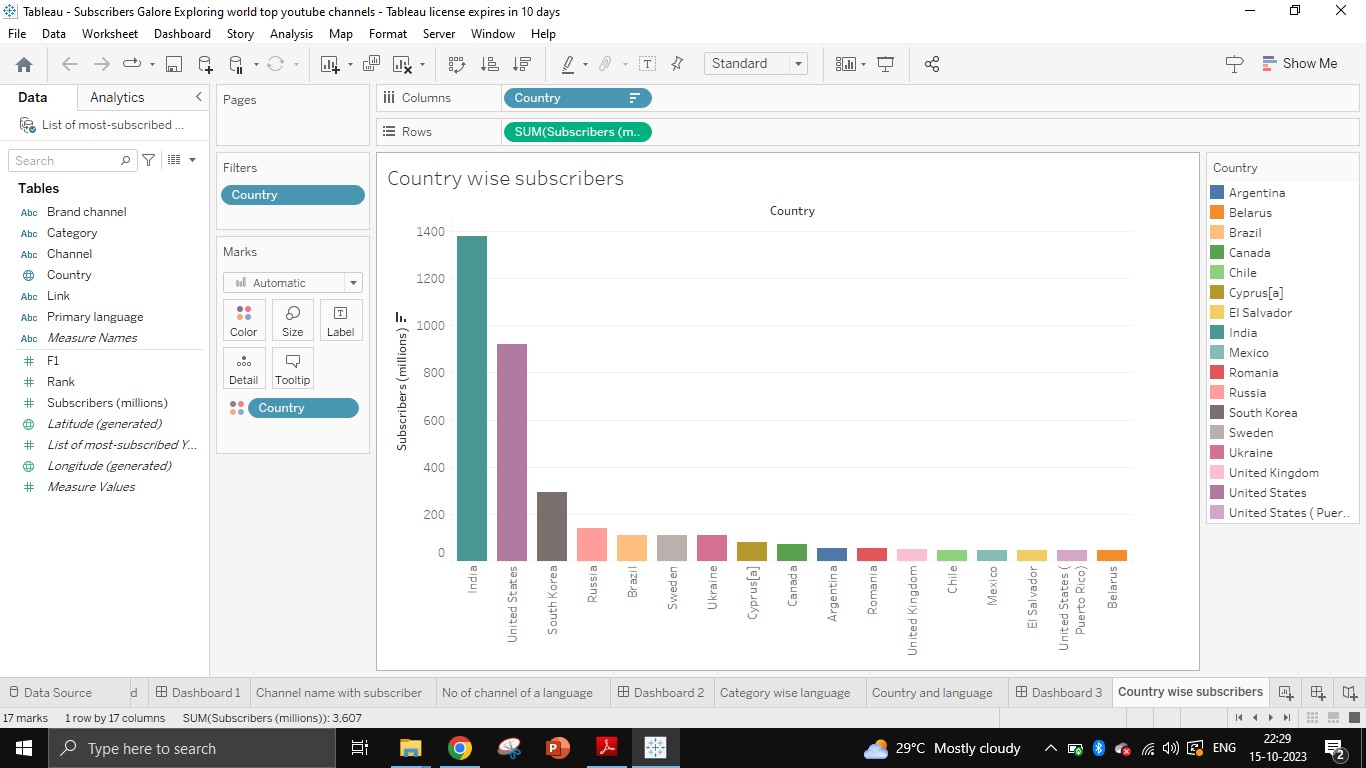 Tableau - Subscribers Galore Exploring world top youtube channels - Tableau license expires in 10 days
File Data Worksheet Dashboard Story Analysis Map Format Server Window Help
Standard
Show Me
Data Analytics
List of most-subscribed ...
Search
Tables
Abc Brand channel
Abc Category
Abc Channel
Country
Abc Link
Abc Primary language
Abc Measure Names
# F1
# Rank
# Subscribers (millions)
Latitude (generated)
# List of most-subscribed Y...
Longitude (generated)
# Measure Values
Pages
Filters
Country
Marks
Automatic
Color Size Label
Detail Tooltip
Country
Columns Country
Rows SUM(Subscribers (m..
Country wise subscribers
Country
Subscribers (millions)
1400
1200
1000
800
600
400
200
0
India
United States
South Korea
Russia
Brazil
Sweden
Ukraine
Cyprus[a]
Canada
Argentina
Romania
United Kingdom
Chile
Mexico
El Salvador
United States (
Puerto Rico)
Belarus
Country
Argentina
Belarus
Brazil
Canada
Chile
Cyprus[a]
El Salvador
India
Mexico
Romania
Russia
South Korea
Sweden
Ukraine
United Kingdom
United States
United States ( Puer..
Data Source d Dashboard 1 Channel name with subscriber No of channel of a language Dashboard 2 Category wise language Country and language Dashboard 3 Country wise subscribers
17 marks 1 row by 17 columns SUM(Subscribers (millions)): 3,607
Type here to search
29°C Mostly cloudy
ENG
22:29
15-10-2023
2